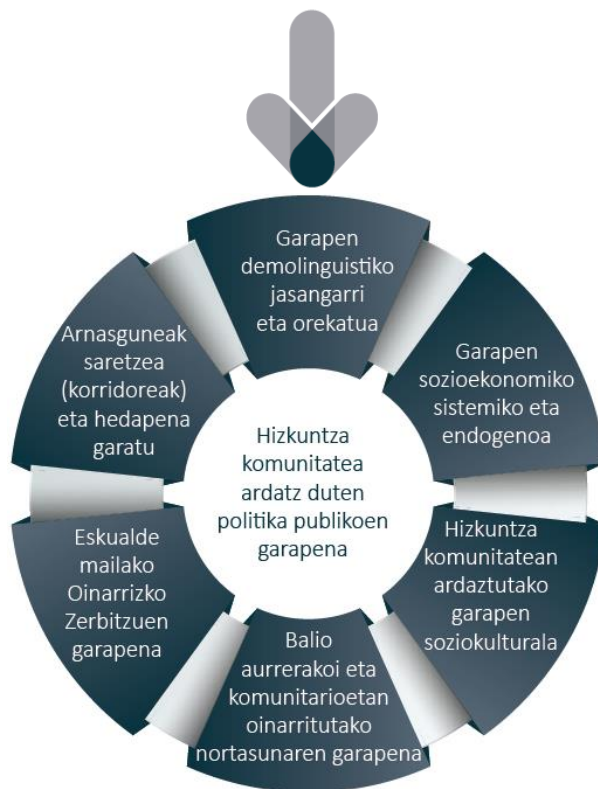 Garapen
demolinguistiko
jasangarri
eta orekatua
Garapen
sozioekonomiko
sistemiko eta
endogenoa
Hizkuntza
komunitatean
ardaztutako
garapen
soziokulturala
Balio
aurrerakoi eta
komunitarioetan
oinarritutako
nortasunaren garapena
Eskualde
mailako
Oinarrizko
Zerbitzuen
garapena
Arnasguneak
saretzea
(korridoreak)
eta hedapena
garatu
Hizkuntza
komunitatea
ardatz duten
politika publikoen
garapena